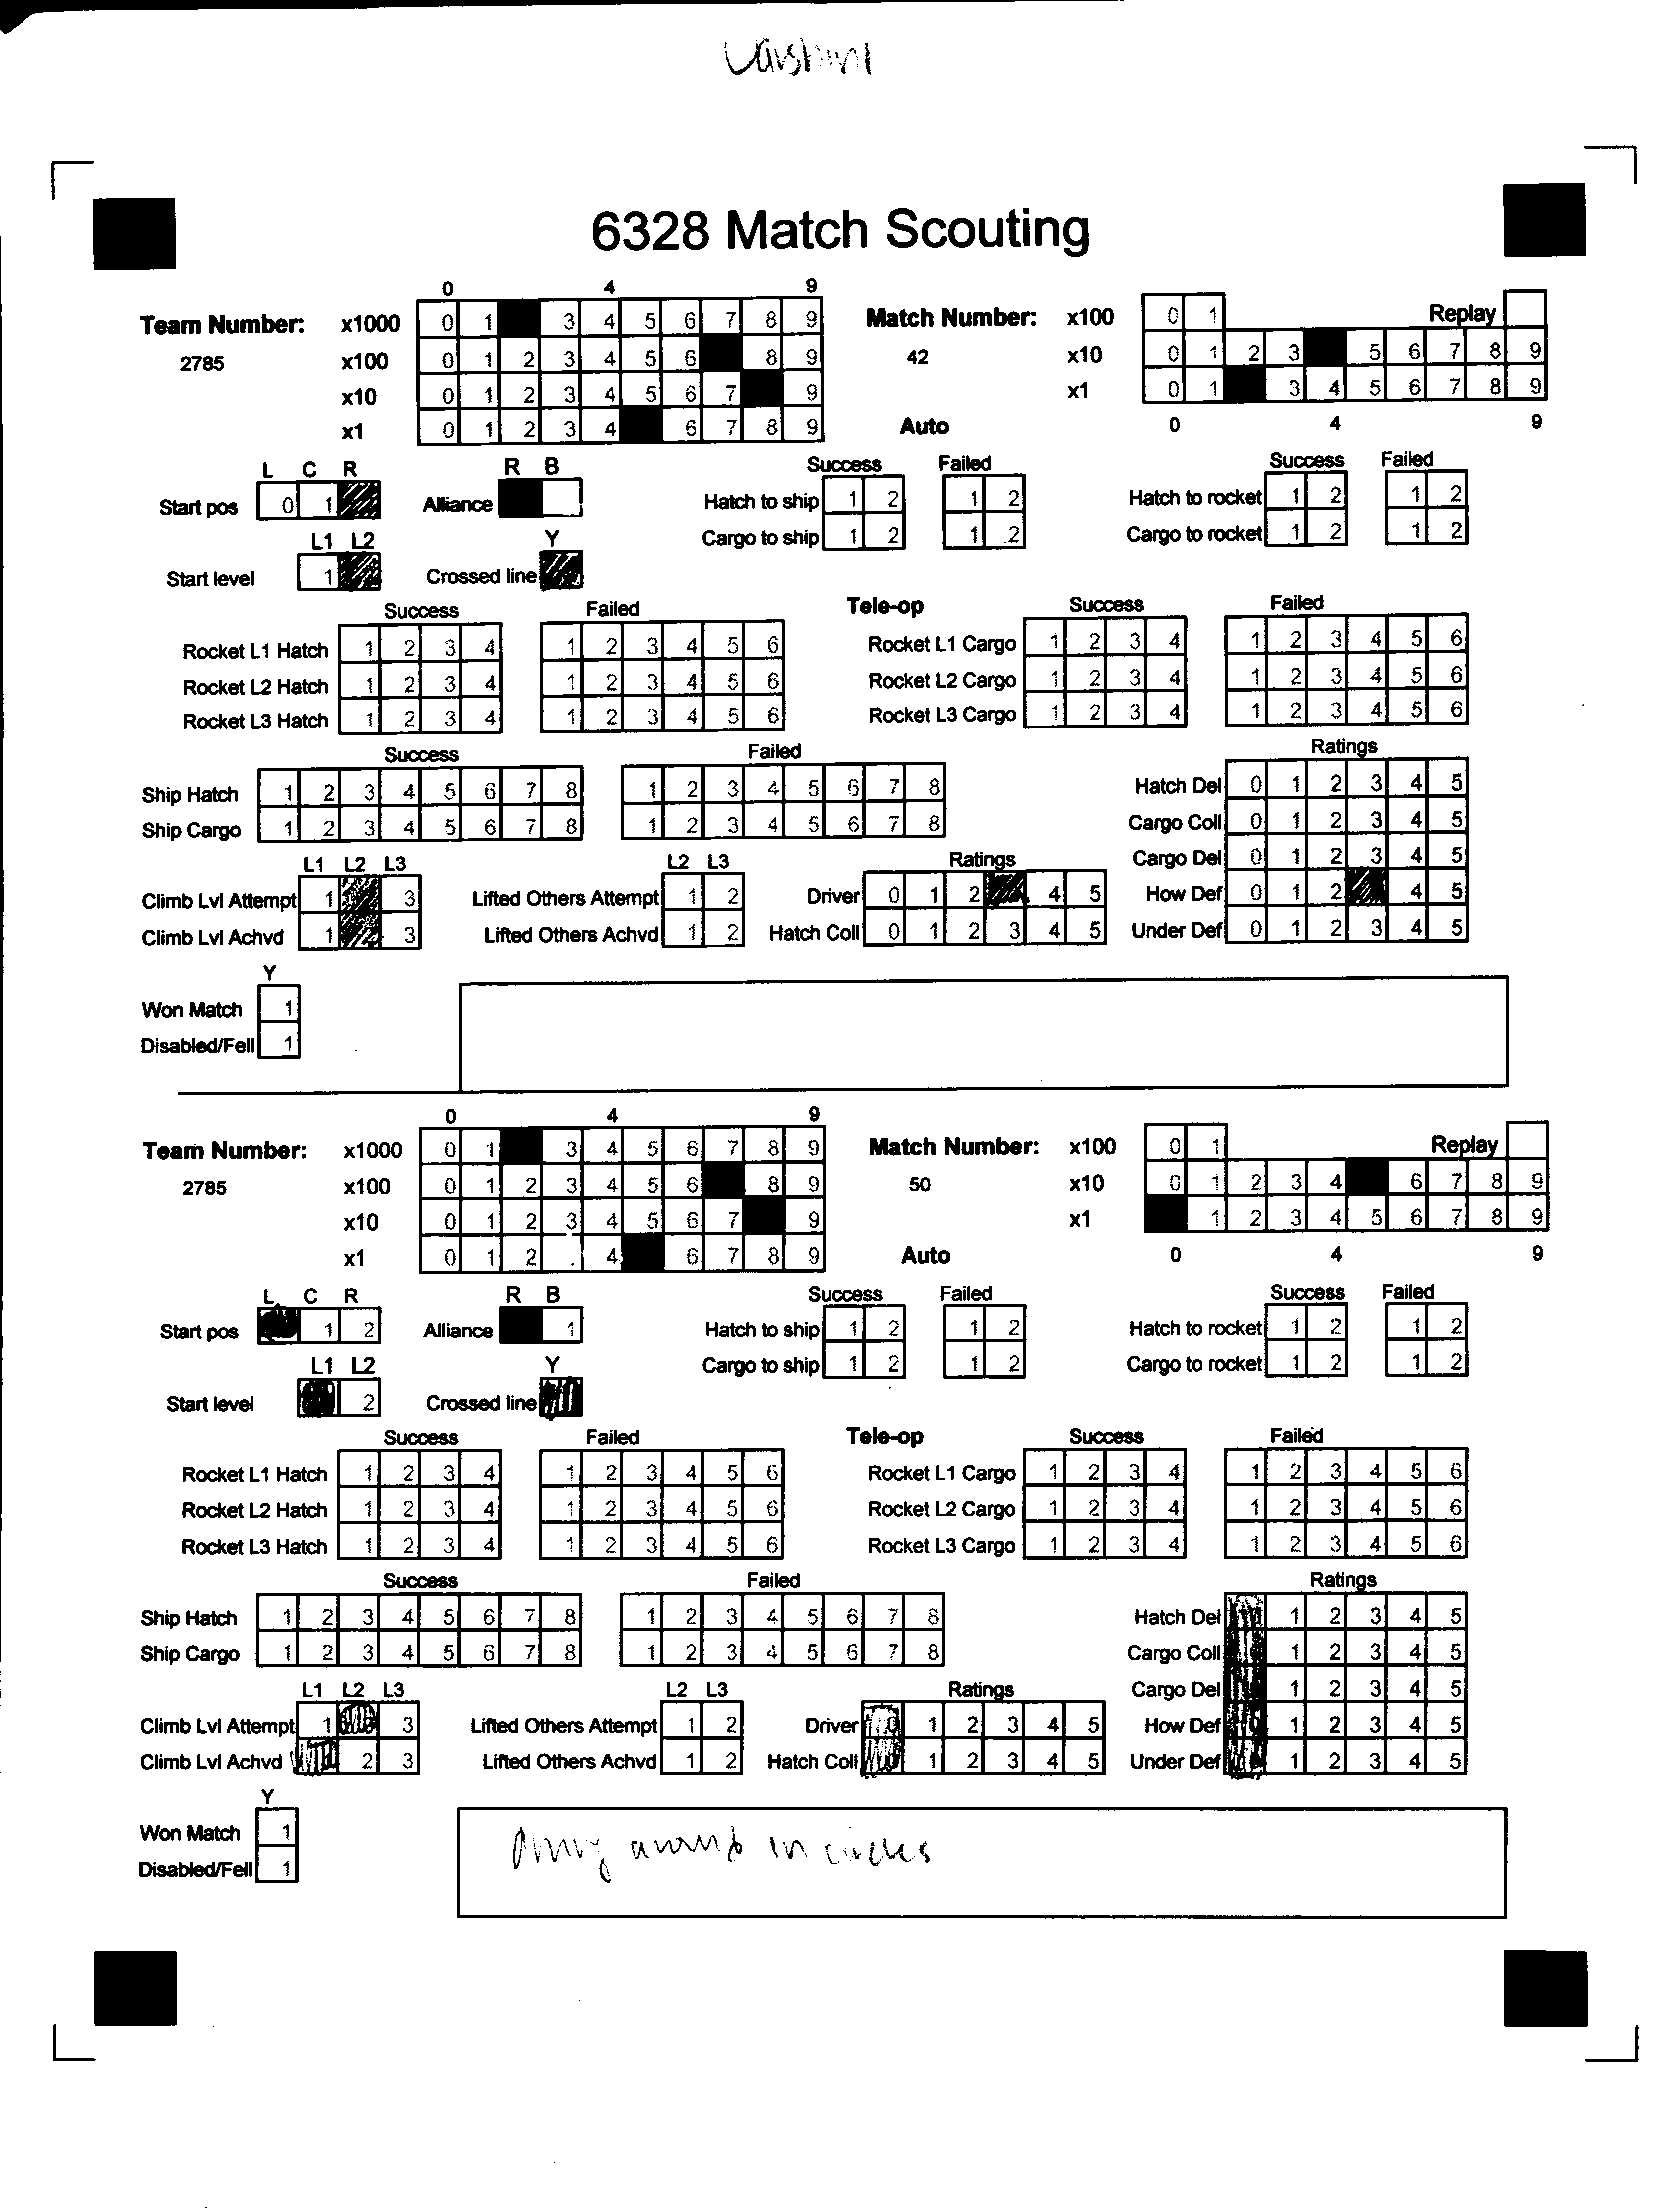 6328 Match Scouting
0 4 9
Team Number: x1000 0 1 3 4 5 6 7 8 9 Match Number: x100 0 1 Replay
2785 x100 0 1 2 3 4 5 6 8 9 42 x10 0 1 2 3 5 6 7 8 9
x10 0 1 2 3 4 5 6 7 9 x1 0 1 3 4 5 6 7 8 9
x1 0 1 2 3 4 6 7 8 9 Auto 0 4 9
L C R R B Success Failed Success Failed
Start pos 0 1 Alliance Hatch to ship 1 2 1 2 Hatch to rocket 1 2 1 2
L1 L2 Y Cargo to ship 1 2 1 2 Cargo to rocket 1 2 1 2
Start level 1 Crossed line
Success Failed Tele-op Success Failed
Rocket L1 Hatch 1 2 3 4 1 2 3 4 5 6 Rocket L1 Cargo 1 2 3 4 1 2 3 4 5 6
Rocket L2 Hatch 1 2 3 4 1 2 3 4 5 6 Rocket L2 Cargo 1 2 3 4 1 2 3 4 5 6
Rocket L3 Hatch 1 2 3 4 1 2 3 4 5 6 Rocket L3 Cargo 1 2 3 4 1 2 3 4 5 6
Success Failed Ratings
Ship Hatch 1 2 3 4 5 6 7 8 1 2 3 4 5 6 7 8 Hatch Del 0 1 2 3 4 5
Ship Cargo 1 2 3 4 5 6 7 8 1 2 3 4 5 6 7 8 Cargo Coll 0 1 2 3 4 5
L1 L2 L3 L2 L3 Ratings Cargo Del 0 1 2 3 4 5
Climb Lvl Attempt 1 3 Lifted Others Attempt 1 2 Driver 0 1 2 4 5 How Def 0 1 2 4 5
Climb Lvl Achvd 1 3 Lifted Others Achvd 1 2 Hatch Coll 0 1 2 3 4 5 Under Def 0 1 2 3 4 5
Y
Won Match 1
Disabled/Fell 1
0 4 9
Team Number: x1000 0 1 3 4 5 6 7 8 9 Match Number: x100 0 1 Replay
2785 x100 0 1 2 3 4 5 6 8 9 50 x10 0 1 2 3 4 6 7 8 9
x10 0 1 2 3 4 5 6 7 9 x1 1 2 3 4 5 6 7 8 9
x1 0 1 2 4 6 7 8 9 Auto 0 4 9
L C R R B Success Failed Success Failed
Start pos 1 2 Alliance 1 Hatch to ship 1 2 1 2 Hatch to rocket 1 2 1 2
L1 L2 Y Cargo to ship 1 2 1 2 Cargo to rocket 1 2 1 2
Start level 2 Crossed line
Success Failed Tele-op Success Failed
Rocket L1 Hatch 1 2 3 4 1 2 3 4 5 6 Rocket L1 Cargo 1 2 3 4 1 2 3 4 5 6
Rocket L2 Hatch 1 2 3 4 1 2 3 4 5 6 Rocket L2 Cargo 1 2 3 4 1 2 3 4 5 6
Rocket L3 Hatch 1 2 3 4 1 2 3 4 5 6 Rocket L3 Cargo 1 2 3 4 1 2 3 4 5 6
Success Failed Ratings
Ship Hatch 1 2 3 4 5 6 7 8 1 2 3 4 5 6 7 8 Hatch Del 1 2 3 4 5
Ship Cargo 1 2 3 4 5 6 7 8 1 2 3 4 5 6 7 8 Cargo Coll 1 2 3 4 5
L1 L2 L3 L2 L3 Ratings Cargo Del 1 2 3 4 5
Climb Lvl Attempt 1 3 Lifted Others Attempt 1 2 Driver 0 1 2 3 4 5 How Def 1 2 3 4 5
Climb Lvl Achvd 2 3 Lifted Others Achvd 1 2 Hatch Coll 0 1 2 3 4 5 Under Def 1 2 3 4 5
Y
Won Match 1
Disabled/Fell 1
in circles